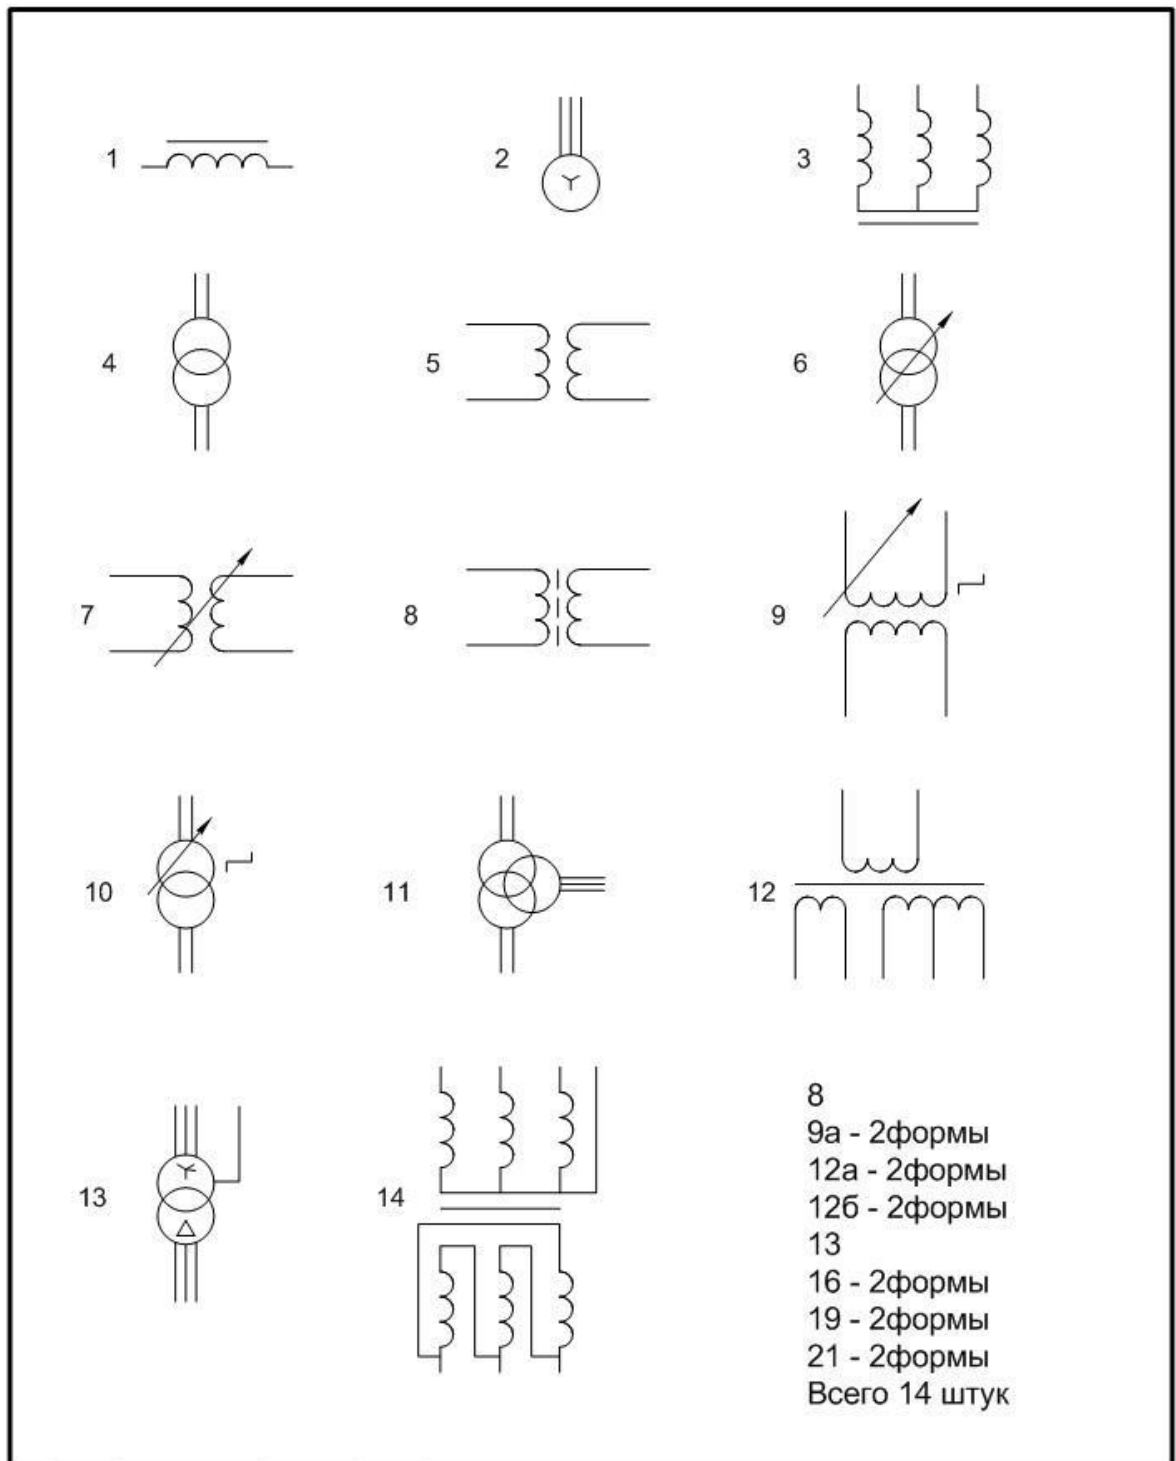 1
2
3
4
5
6
7
8
9
10
11
12
13
14
8
9а - 2формы
12а - 2формы
12б - 2формы
13
16 - 2формы
19 - 2формы
21 - 2формы
Всего 14 штук